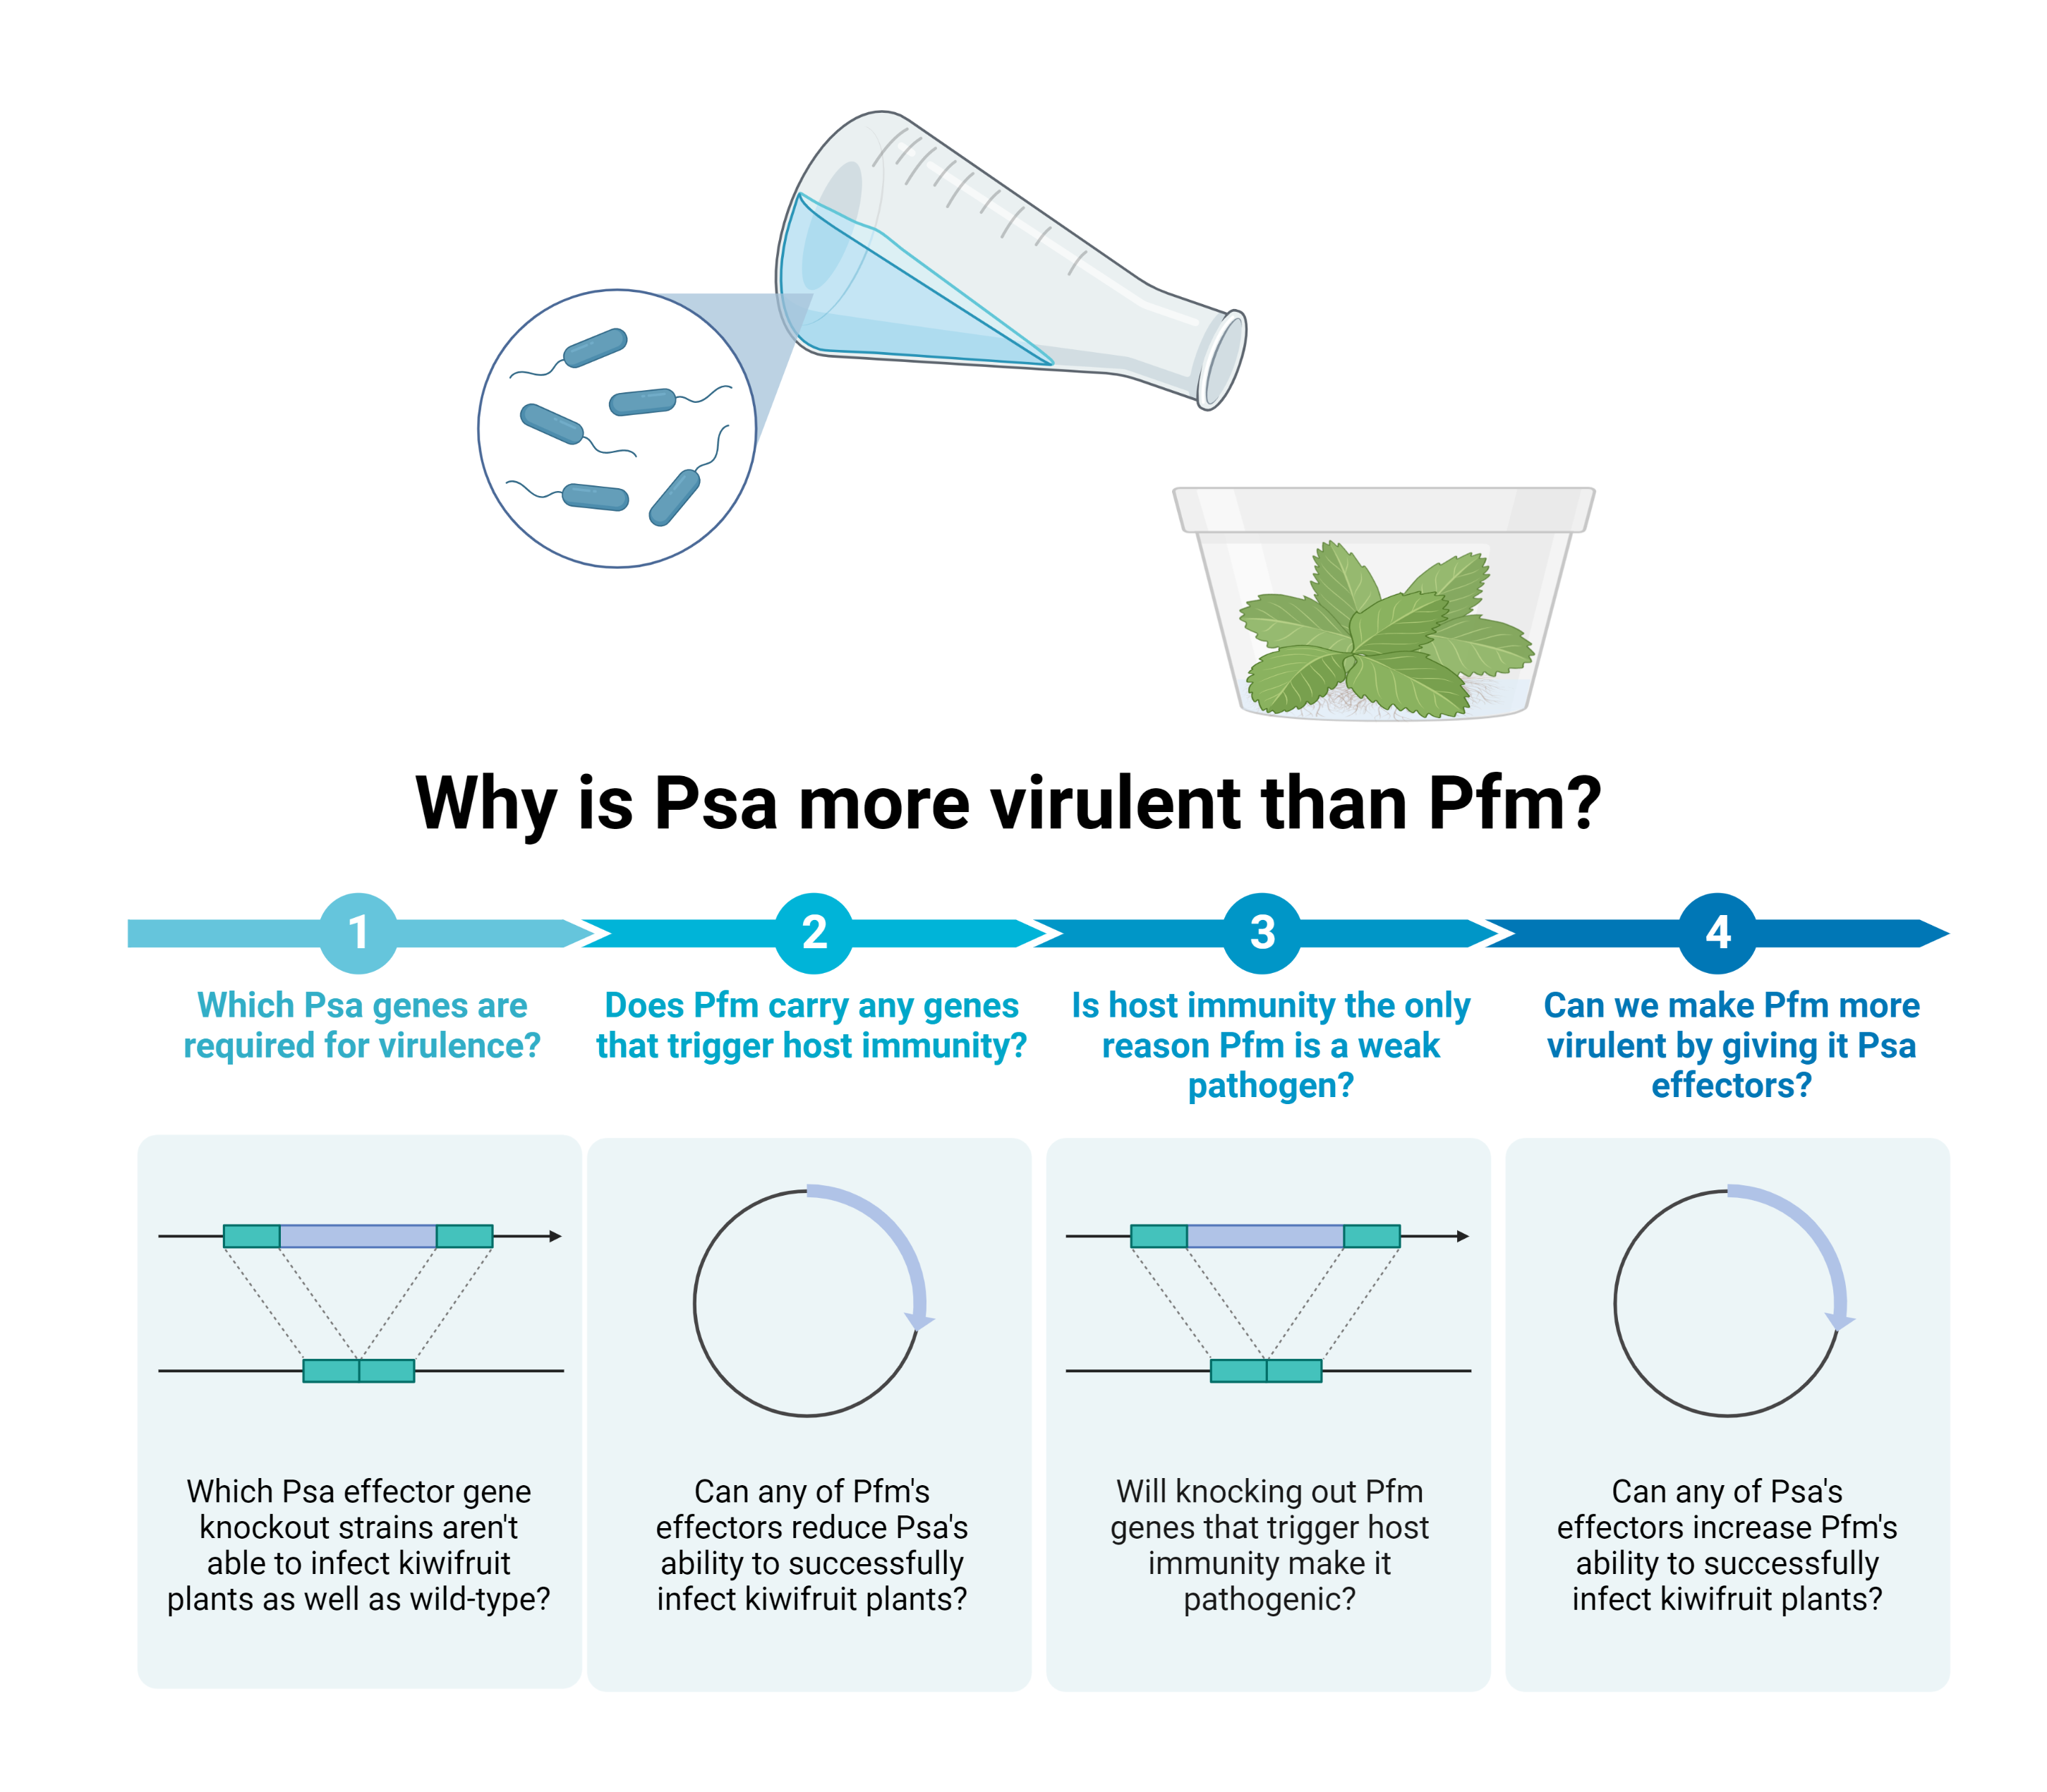 Why is Psa more virulent than Pfm?
1
Which Psa genes are
required for virulence?
2
Does Pfm carry any genes
that trigger host immunity?
3
Is host immunity the only
reason Pfm is a weak
pathogen?
4
Can we make Pfm more
virulent by giving it Psa
effectors?
Which Psa effector gene
knockout strains aren't
able to infect kiwifruit
plants as well as wild-type?
Can any of Pfm's
effectors reduce Psa's
ability to successfully
infect kiwifruit plants?
Will knocking out Pfm
genes that trigger host
immunity make it
pathogenic?
Can any of Psa's
effectors increase Pfm's
ability to successfully
infect kiwifruit plants?